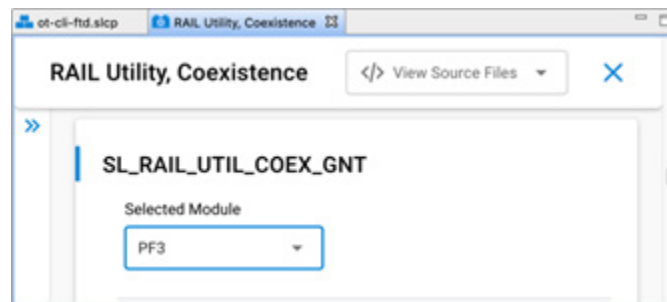 ot-cli-ftd.slcp RAIL Utility, Coexistence
RAIL Utility, Coexistence </> View Source Files
SL_RAIL_UTIL_COEX_GNT
Selected Module
PF3